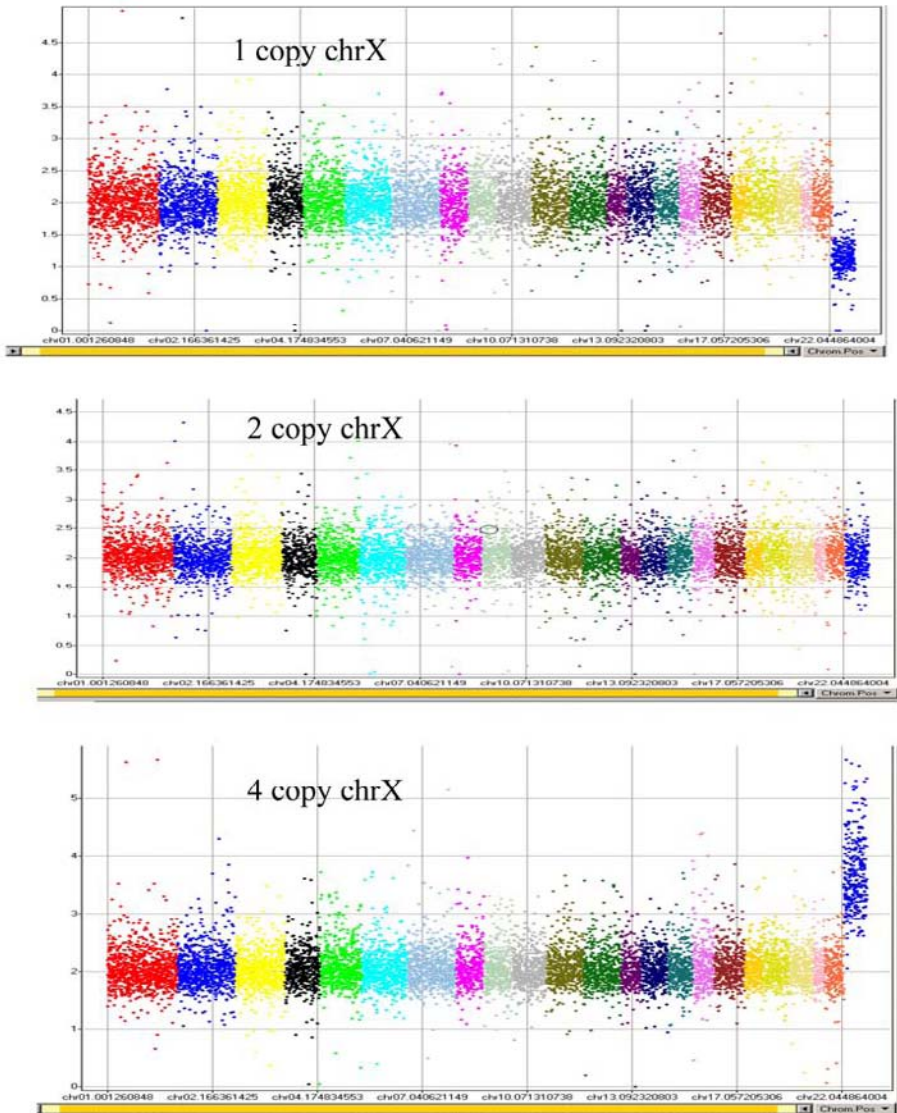 1 copy chrX
4.5
4
3.5
3
2.5
2
1.5
1
0.5
0
chr01.001260848 chr02.166361425 chr04.174834553 chr07.040621149 chr10.071310738 chr13.092320803 chr17.057205306 chr22.044864004
Chrom.Pos
2 copy chrX
4.5
4
3.5
3
2.5
2
1.5
1
0.5
0
chr01.001260848 chr02.166361425 chr04.174834553 chr07.040621149 chr10.071310738 chr13.092320803 chr17.057205306 chr22.044864004
Chrom.Pos
4 copy chrX
5
4
3
2
1
0
chr01.001260848 chr02.166361425 chr04.174834553 chr07.040621149 chr10.071310738 chr13.092320803 chr17.057205306 chr22.044864004
Chrom.Pos